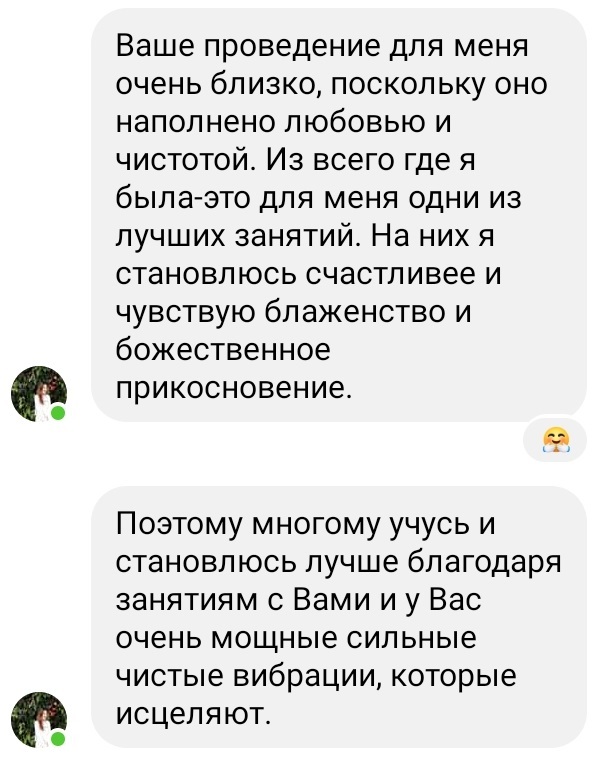 Ваше проведение для меня
очень близко, поскольку оно
наполнено любовью и
чистотой. Из всего где я
была-это для меня одни из
лучших занятий. На них я
становлюсь счастливее и
чувствую блаженство и
божественное
прикосновение.
Поэтому многому учусь и
становлюсь лучше благодаря
занятиям с Вами и у Вас
очень мощные сильные
чистые вибрации, которые
исцеляют.